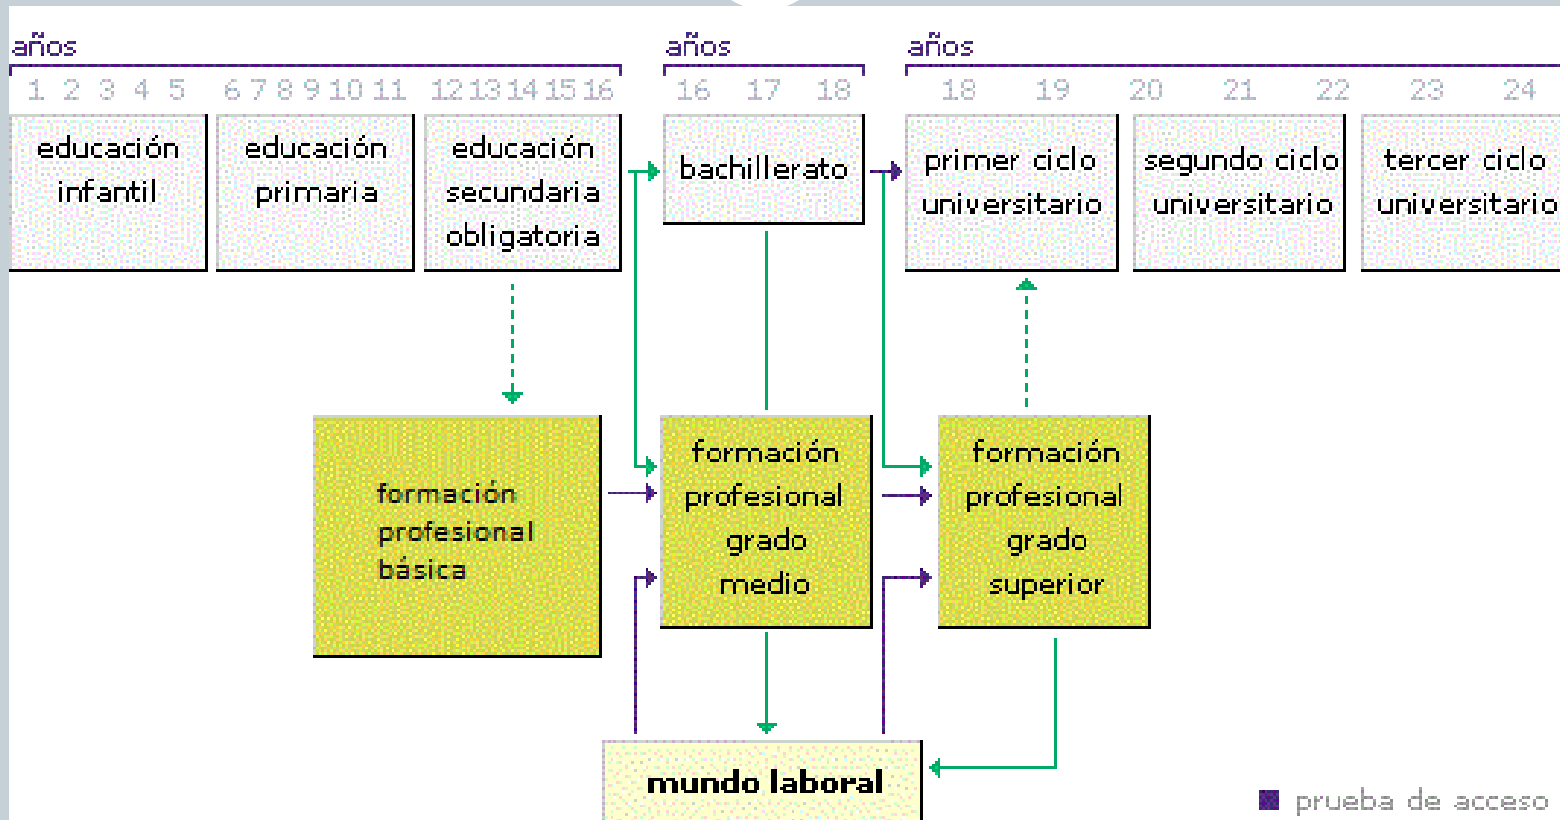 años años años
1 2 3 4 5 6 7 8 9 10 11 12 13 14 15 16 16 17 18 18 19 20 21 22 23 24
educación
infantil
educación
primaria
educación
secundaria
obligatoria
bachillerato
primer ciclo
universitario
segundo ciclo
universitario
tercer ciclo
universitario
formación
profesional
básica
formación
profesional
grado
medio
formación
profesional
grado
superior
mundo laboral
prueba de acceso